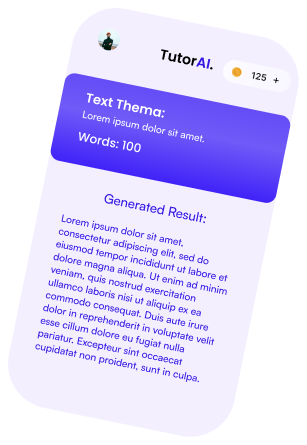 TutorAI.
125 +
Text Thema:
Lorem ipsum dolor sit amet.
Words: 100
Generated Result:
Lorem ipsum dolor sit amet,
consectetur adipiscing elit, sed do
eiusmod tempor incididunt ut labore et
dolore magna aliqua. Ut enim ad minim
veniam, quis nostrud exercitation
ullamco laboris nisi ut aliquip ex ea
commodo consequat. Duis aute irure
dolor in reprehenderit in voluptate velit
esse cillum dolore eu fugiat nulla
pariatur. Excepteur sint occaecat
cupidatat non proident, sunt in culpa.